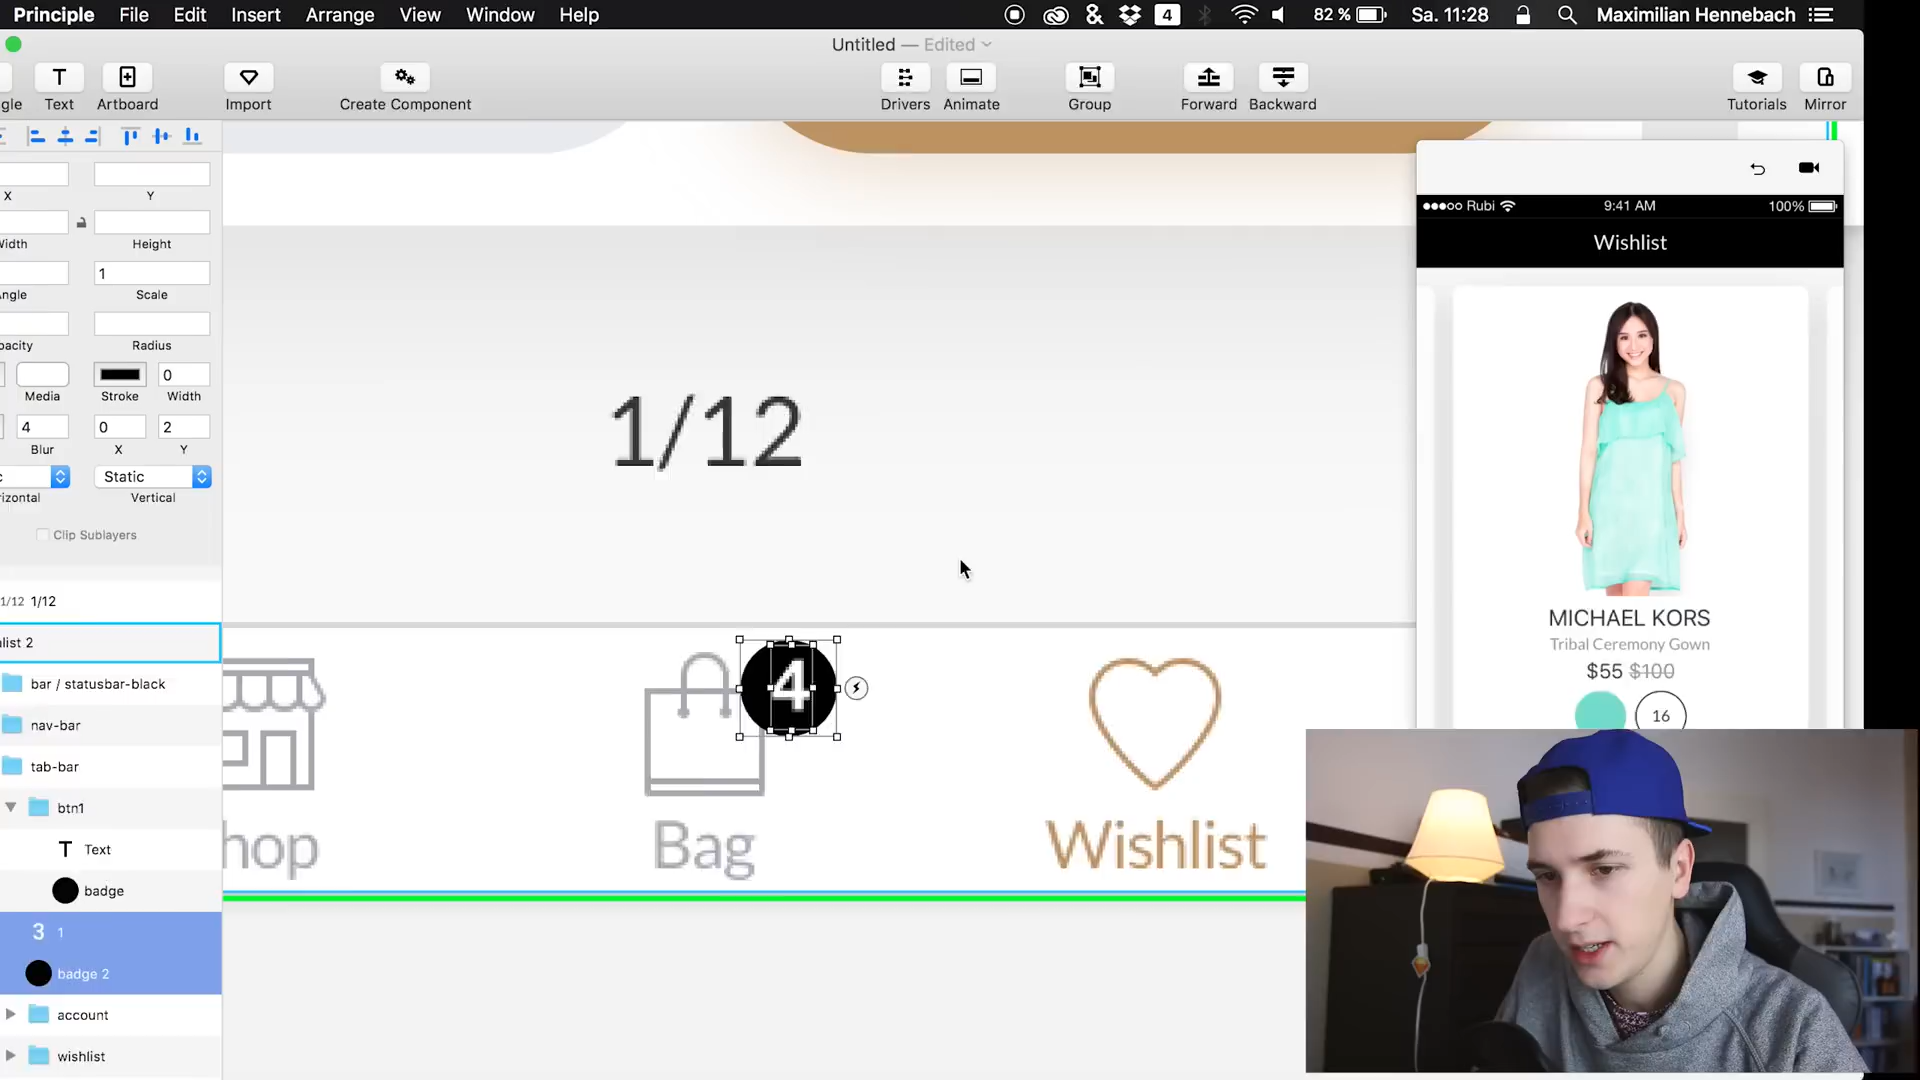 Principle File Edit Insert Arrange View Window Help 4 82 % Sa. 11:28 Maximilian Hennebach
Untitled — Edited
gle Text Artboard Import Create Component Drivers Animate Group Forward Backward Tutorials Mirror
X Y
Width Height
1
Angle Scale
pacity Radius
0
Media Stroke Width
4 0 2
Blur X Y
c Static
rizontal Vertical
Clip Sublayers
1/12 1/12
list 2
bar / statusbar-black
nav-bar
tab-bar
btn1
T Text
badge
3 1
badge 2
account
wishlist
1/12
4
hop Bag Wishlist
Rubi 9:41 AM 100%
Wishlist
MICHAEL KORS
Tribal Ceremony Gown
$55 $100
16